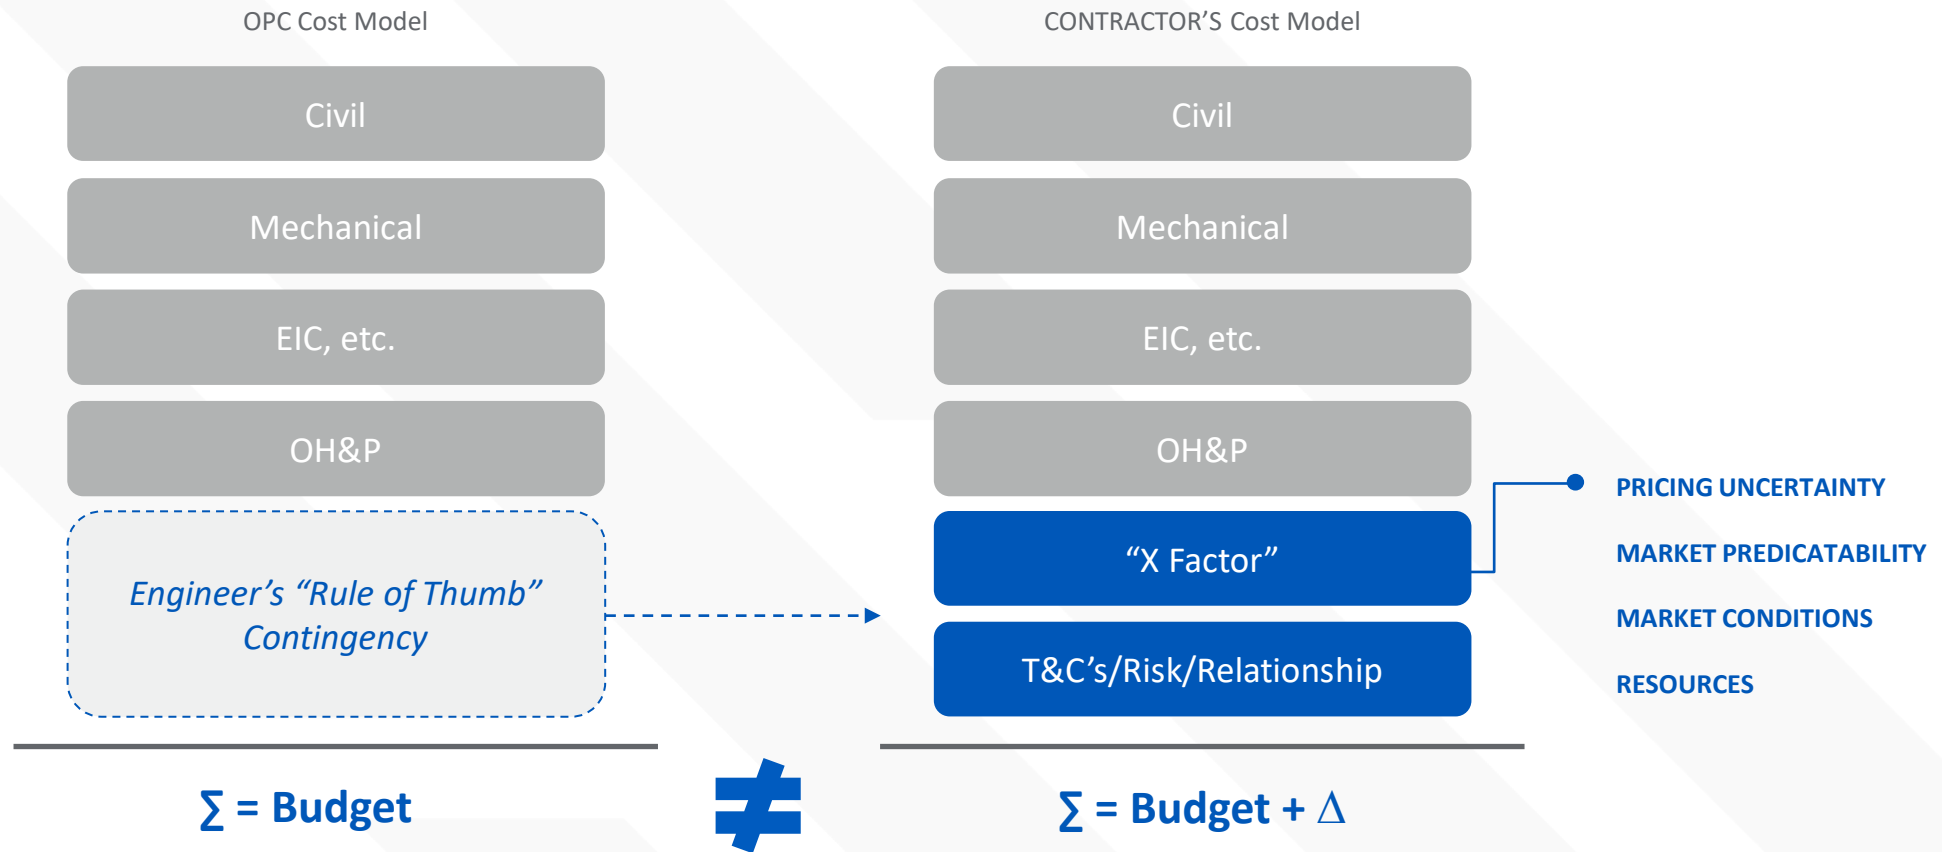 OPC Cost Model
Civil
Mechanical
EIC, etc.
OH&P
Engineer’s “Rule of Thumb”
Contingency
∑ = Budget
≠
CONTRACTOR’S Cost Model
Civil
Mechanical
EIC, etc.
OH&P
“X Factor”
T&C’s/Risk/Relationship
∑ = Budget + Δ
PRICING UNCERTAINTY
MARKET PREDICATABILITY
MARKET CONDITIONS
RESOURCES